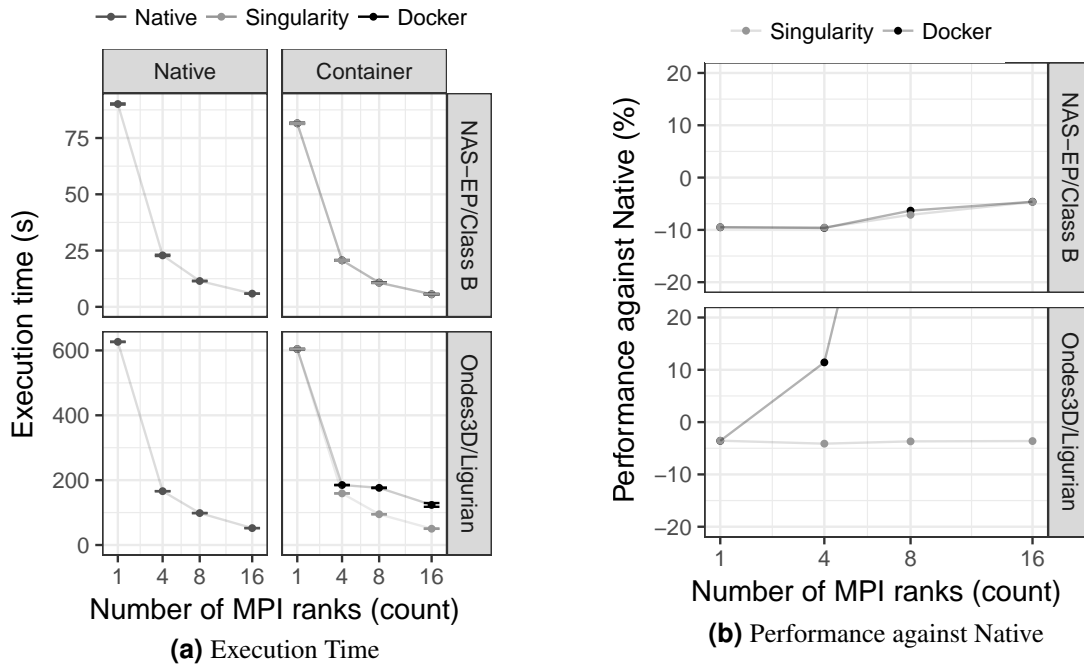 Native Singularity Docker
Native Container
Execution time (s)
75
50
25
0
NAS−EP/Class B
600
400
200
0
Ondes3D/Ligurian
1 4 8 16 1 4 8 16
Number of MPI ranks (count)
(a) Execution Time
Singularity Docker
Performance against Native (%)
20
10
0
−10
−20
NAS−EP/Class B
20
10
0
−10
−20
Ondes3D/Ligurian
1 4 8 16
Number of MPI ranks (count)
(b) Performance against Native